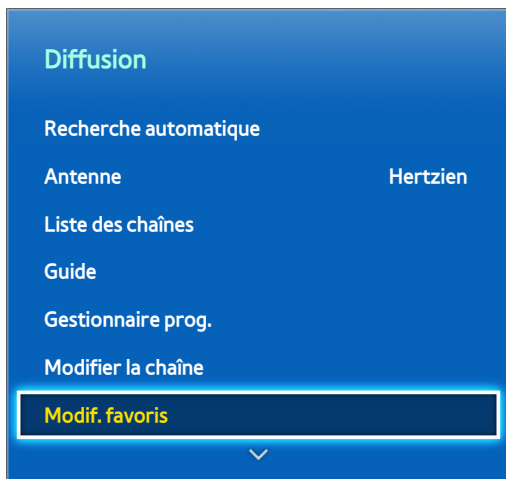 Diffusion
Recherche automatique
Antenne Hertzien
Liste des chaînes
Guide
Gestionnaire prog.
Modifier la chaîne
Modif. favoris